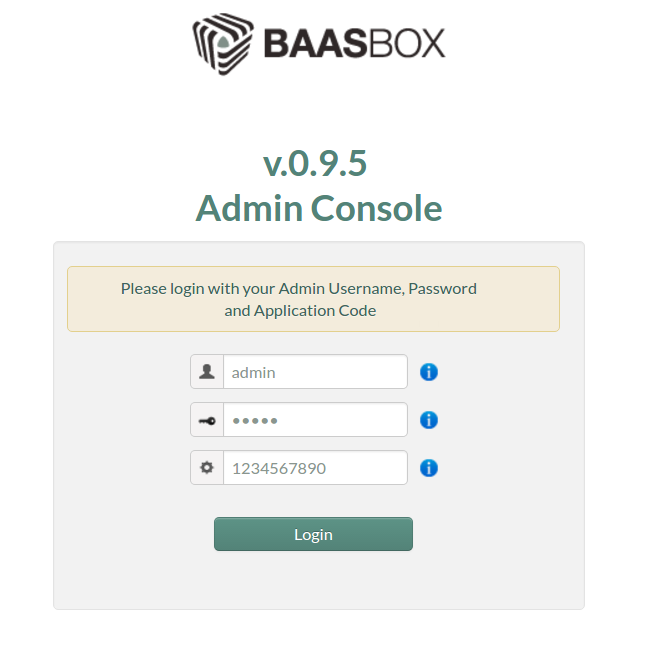 BAASBOX
v.0.9.5
Admin Console
Please login with your Admin Username, Password
and Application Code
admin
•••••
1234567890
Login